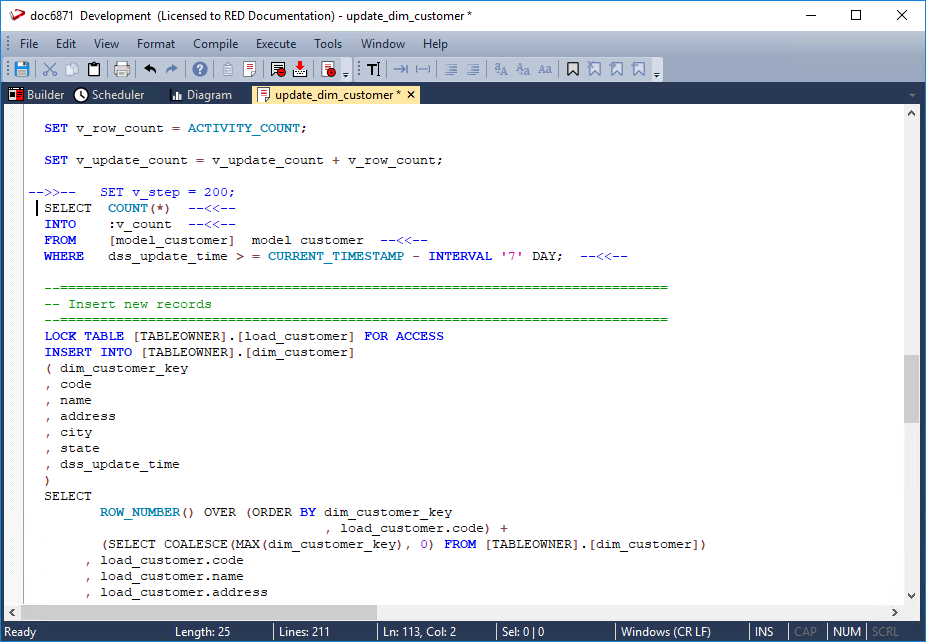 doc6871  Development  (Licensed to RED Documentation) - update_dim_customer *
File Edit View Format Compile Execute Tools Window Help
Builder Scheduler Diagram update_dim_customer *
SET v_row_count = ACTIVITY_COUNT;
SET v_update_count = v_update_count + v_row_count;
-->>--   SET v_step = 200;
SELECT  COUNT(*)  --<<--
INTO    :v_count  --<<--
FROM    [model_customer]  model customer  --<<--
WHERE   dss_update_time > = CURRENT_TIMESTAMP - INTERVAL '7' DAY;  --<<--
--============================================================================
-- Insert new records
--============================================================================
LOCK TABLE [TABLEOWNER].[load_customer] FOR ACCESS
INSERT INTO [TABLEOWNER].[dim_customer]
( dim_customer_key
, code
, name
, address
, city
, state
, dss_update_time
)
SELECT
ROW_NUMBER() OVER (ORDER BY dim_customer_key
, load_customer.code) +
(SELECT COALESCE(MAX(dim_customer_key), 0) FROM [TABLEOWNER].[dim_customer])
, load_customer.code
, load_customer.name
, load_customer.address
Ready Length: 25 Lines: 211 Ln: 113, Col: 2 Sel: 0 | 0 Windows (CR LF) INS CAP NUM SCRL